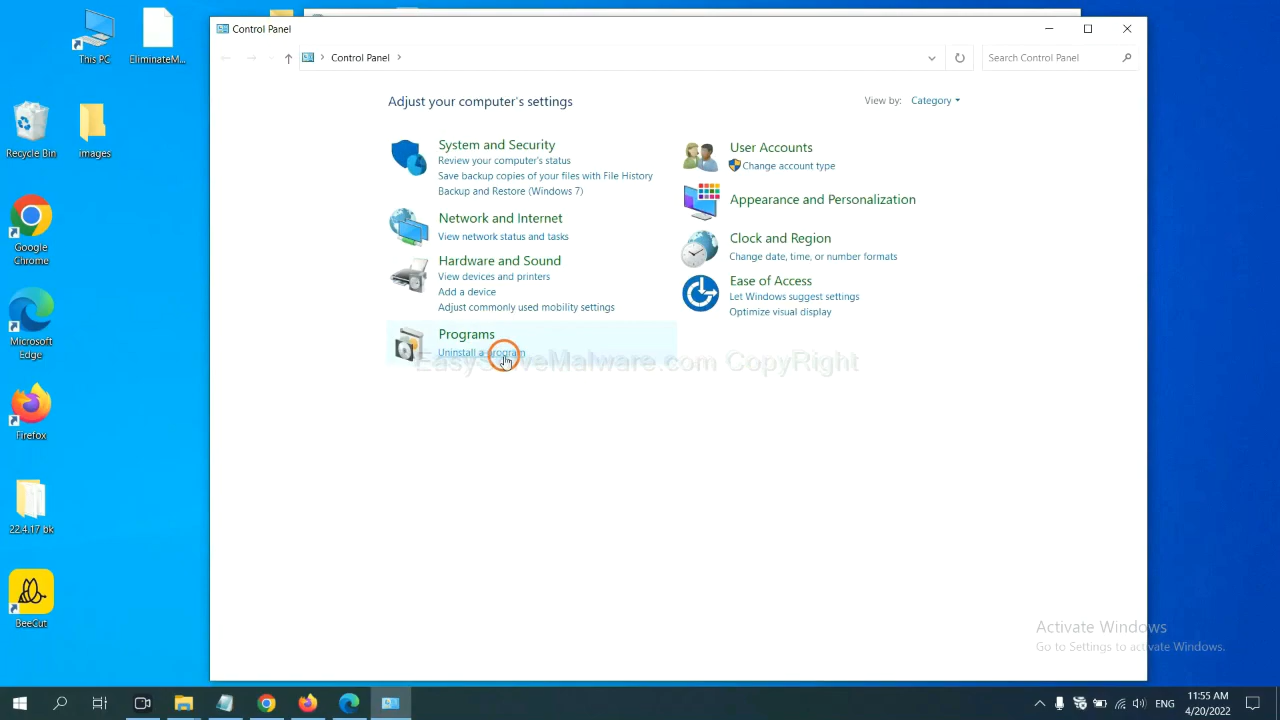 This PC
EliminateM...
Recycle Bin
images
Google
Chrome
Microsoft
Edge
Firefox
22.4.17 bk
BeeCut
Control Panel
Control Panel
Search Control Panel
Adjust your computer's settings
View by: Category
System and Security
Review your computer's status
Save backup copies of your files with File History
Backup and Restore (Windows 7)
Network and Internet
View network status and tasks
Hardware and Sound
View devices and printers
Add a device
Adjust commonly used mobility settings
Programs
Uninstall a program
User Accounts
Change account type
Appearance and Personalization
Clock and Region
Change date, time, or number formats
Ease of Access
Let Windows suggest settings
Optimize visual display
EasySolveMalware.com CopyRight
Activate Windows
Go to Settings to activate Windows.
ENG
11:55 AM
4/20/2022